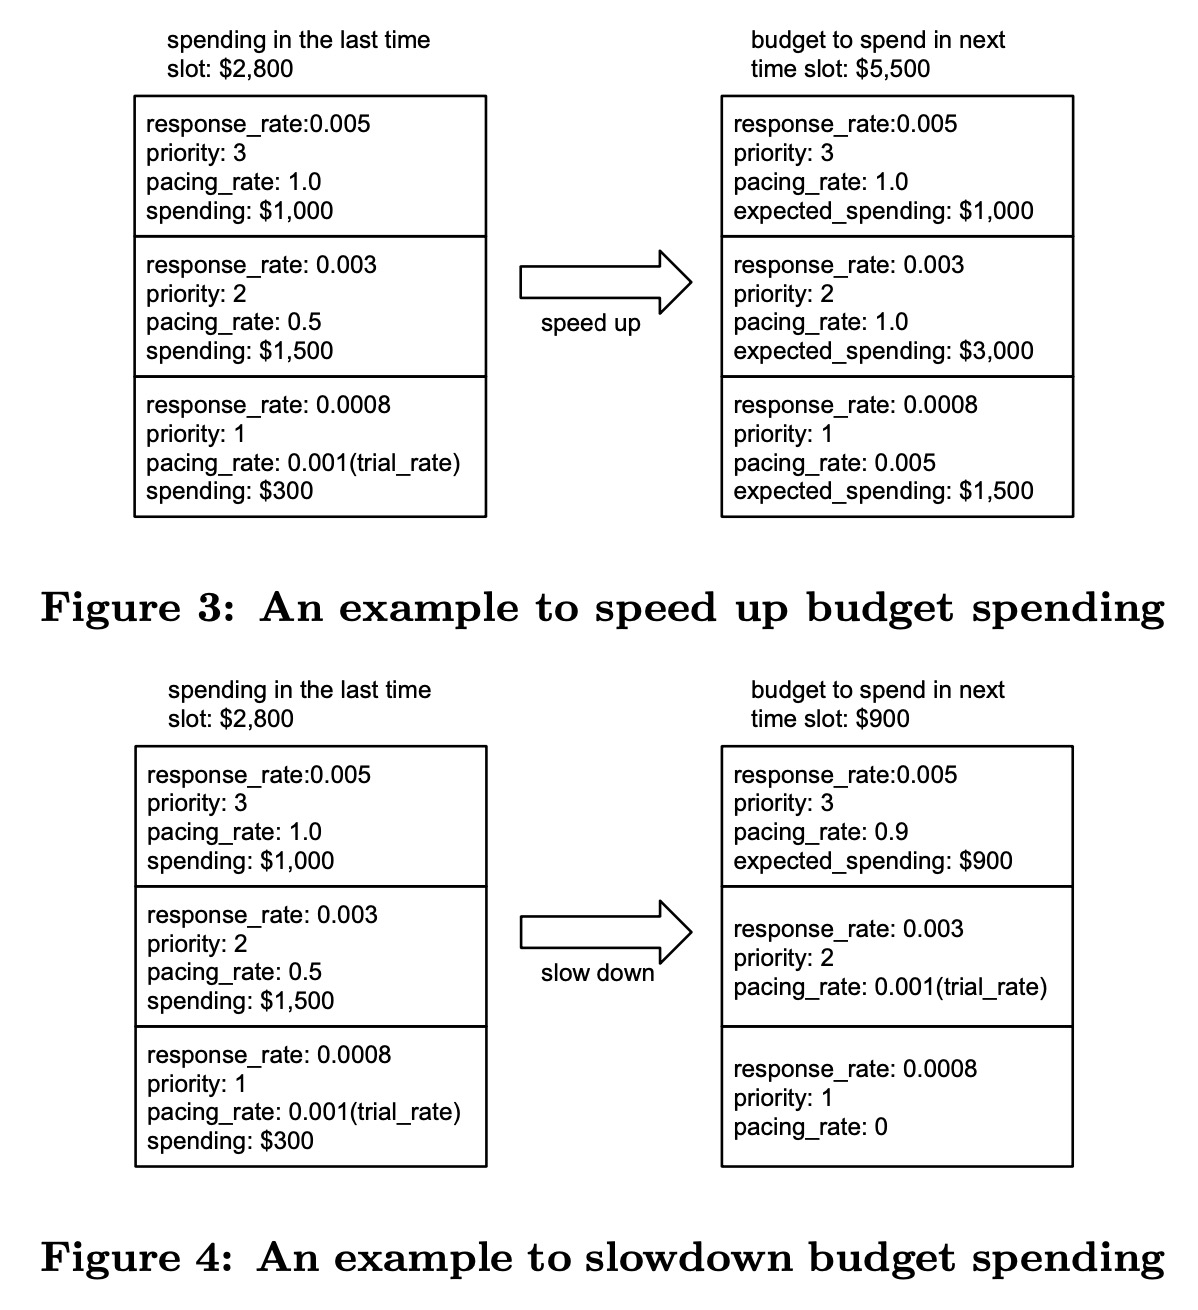 spending in the last time
slot: $2,800
budget to spend in next
time slot: $5,500
response_rate:0.005
priority: 3
pacing_rate: 1.0
spending: $1,000
response_rate: 0.003
priority: 2
pacing_rate: 0.5
spending: $1,500
response_rate: 0.0008
priority: 1
pacing_rate: 0.001(trial_rate)
spending: $300
speed up
response_rate:0.005
priority: 3
pacing_rate: 1.0
expected_spending: $1,000
response_rate: 0.003
priority: 2
pacing_rate: 1.0
expected_spending: $3,000
response_rate: 0.0008
priority: 1
pacing_rate: 0.005
expected_spending: $1,500
Figure 3: An example to speed up budget spending
spending in the last time
slot: $2,800
budget to spend in next
time slot: $900
response_rate:0.005
priority: 3
pacing_rate: 1.0
spending: $1,000
response_rate: 0.003
priority: 2
pacing_rate: 0.5
spending: $1,500
response_rate: 0.0008
priority: 1
pacing_rate: 0.001(trial_rate)
spending: $300
slow down
response_rate:0.005
priority: 3
pacing_rate: 0.9
expected_spending: $900
response_rate: 0.003
priority: 2
pacing_rate: 0.001(trial_rate)
response_rate: 0.0008
priority: 1
pacing_rate: 0
Figure 4: An example to slowdown budget spending